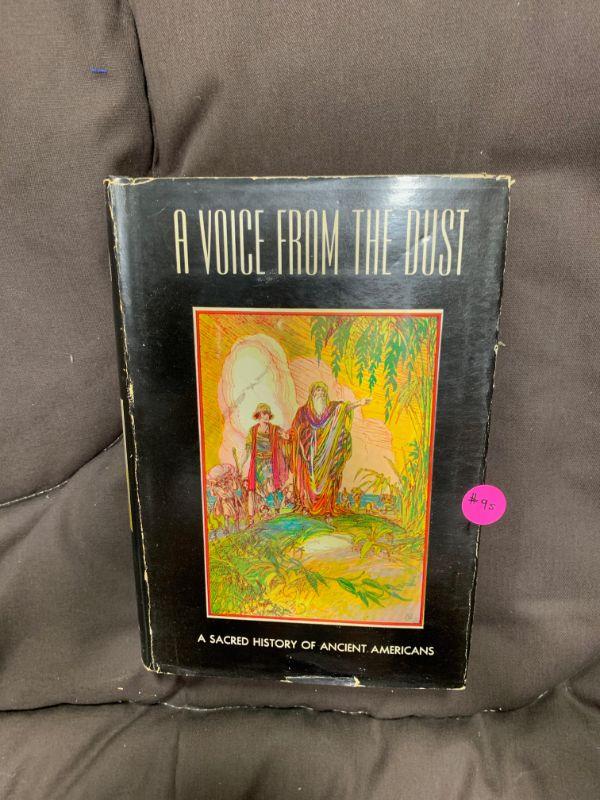 A VOICE FROM THE DUST
# 95
A SACRED HISTORY OF ANCIENT AMERICANS